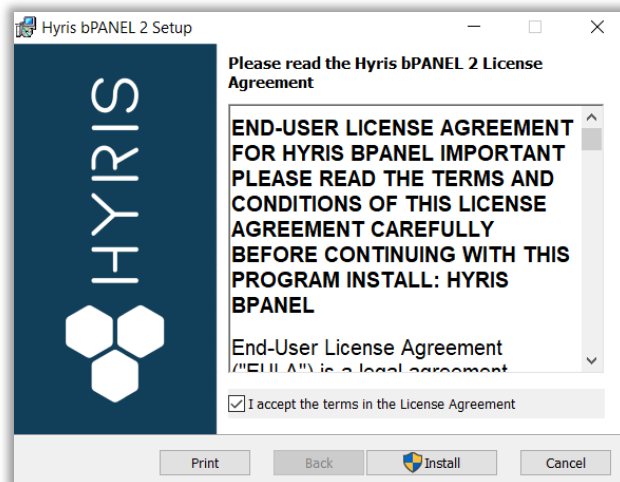 Hyris bPANEL 2 Setup
Please read the Hyris bPANEL 2 License
Agreement
HYRIS
END-USER LICENSE AGREEMENT
FOR HYRIS BPANEL IMPORTANT
PLEASE READ THE TERMS AND
CONDITIONS OF THIS LICENSE
AGREEMENT CAREFULLY
BEFORE CONTINUING WITH THIS
PROGRAM INSTALL: HYRIS
BPANEL
End-User License Agreement
("EULA") is a legal agreement
I accept the terms in the License Agreement
Print
Back
Install
Cancel